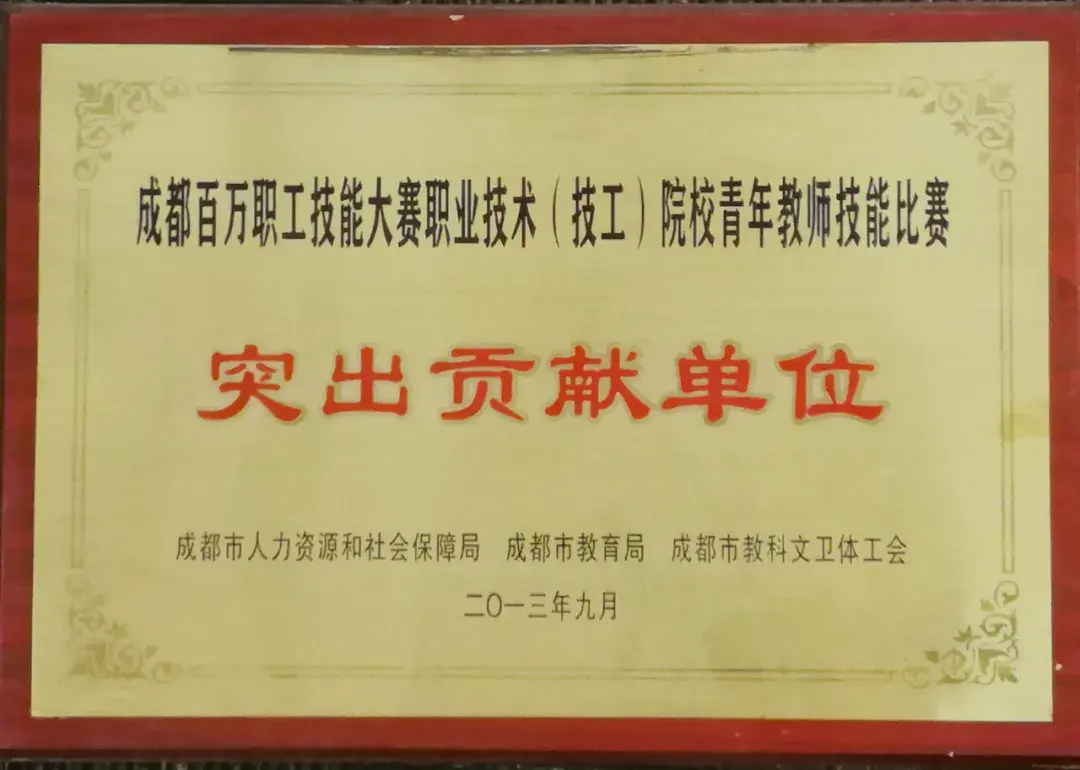 成都百万职工技能大赛职业技术（技工）院校青年教师技能比赛
突出贡献单位
成都市人力资源和社会保障局 成都市教育局 成都市教科文卫体工会
二〇一三年九月